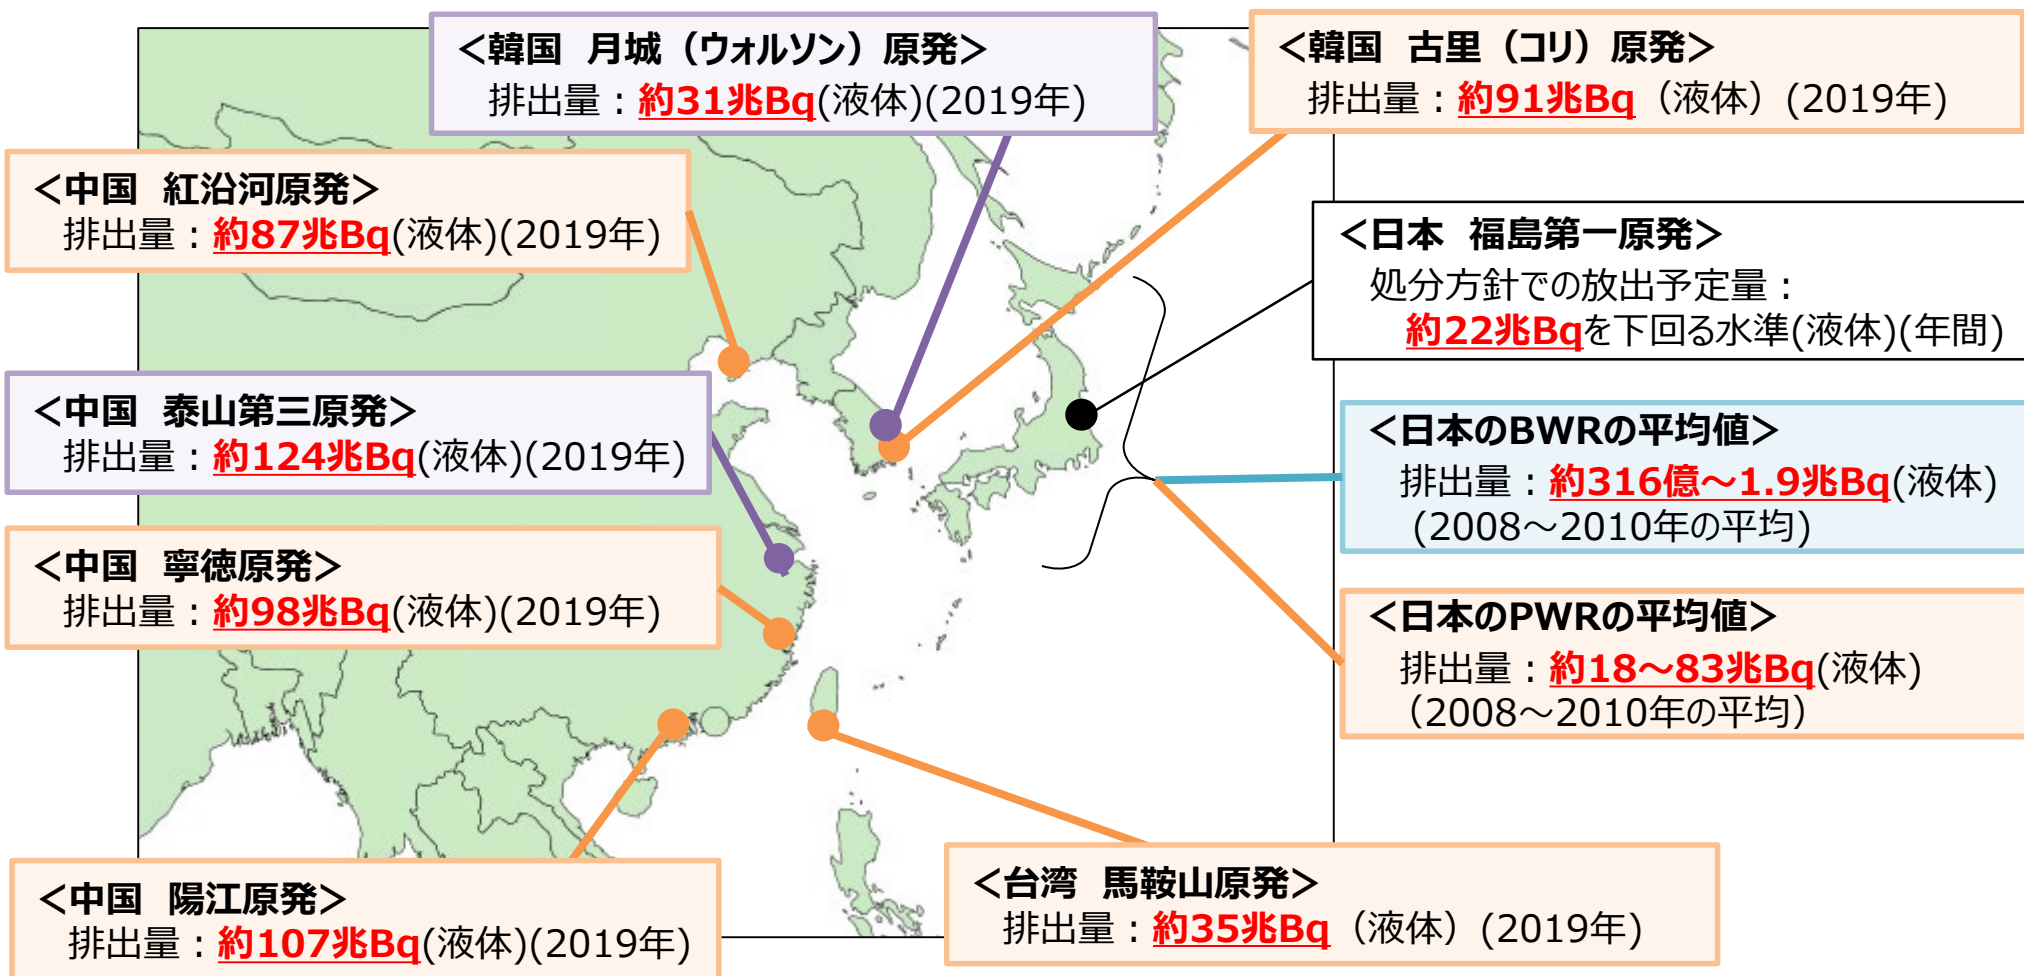 <韓国 月城（ウォルソン）原発>
排出量：約31兆Bq(液体)(2019年)
<韓国 古里（コリ）原発>
排出量：約91兆Bq（液体）(2019年)
<中国 紅沿河原発>
排出量：約87兆Bq(液体)(2019年)
<日本 福島第一原発>
処分方針での放出予定量：
約22兆Bqを下回る水準(液体)(年間)
<中国 泰山第三原発>
排出量：約124兆Bq(液体)(2019年)
<日本のBWRの平均値>
排出量：約316億～1.9兆Bq(液体)
(2008～2010年の平均)
<中国 寧徳原発>
排出量：約98兆Bq(液体)(2019年)
<日本のPWRの平均値>
排出量：約18～83兆Bq(液体)
（2008～2010年の平均）
<中国 陽江原発>
排出量：約107兆Bq(液体)(2019年)
<台湾 馬鞍山原発>
排出量：約35兆Bq（液体）(2019年)